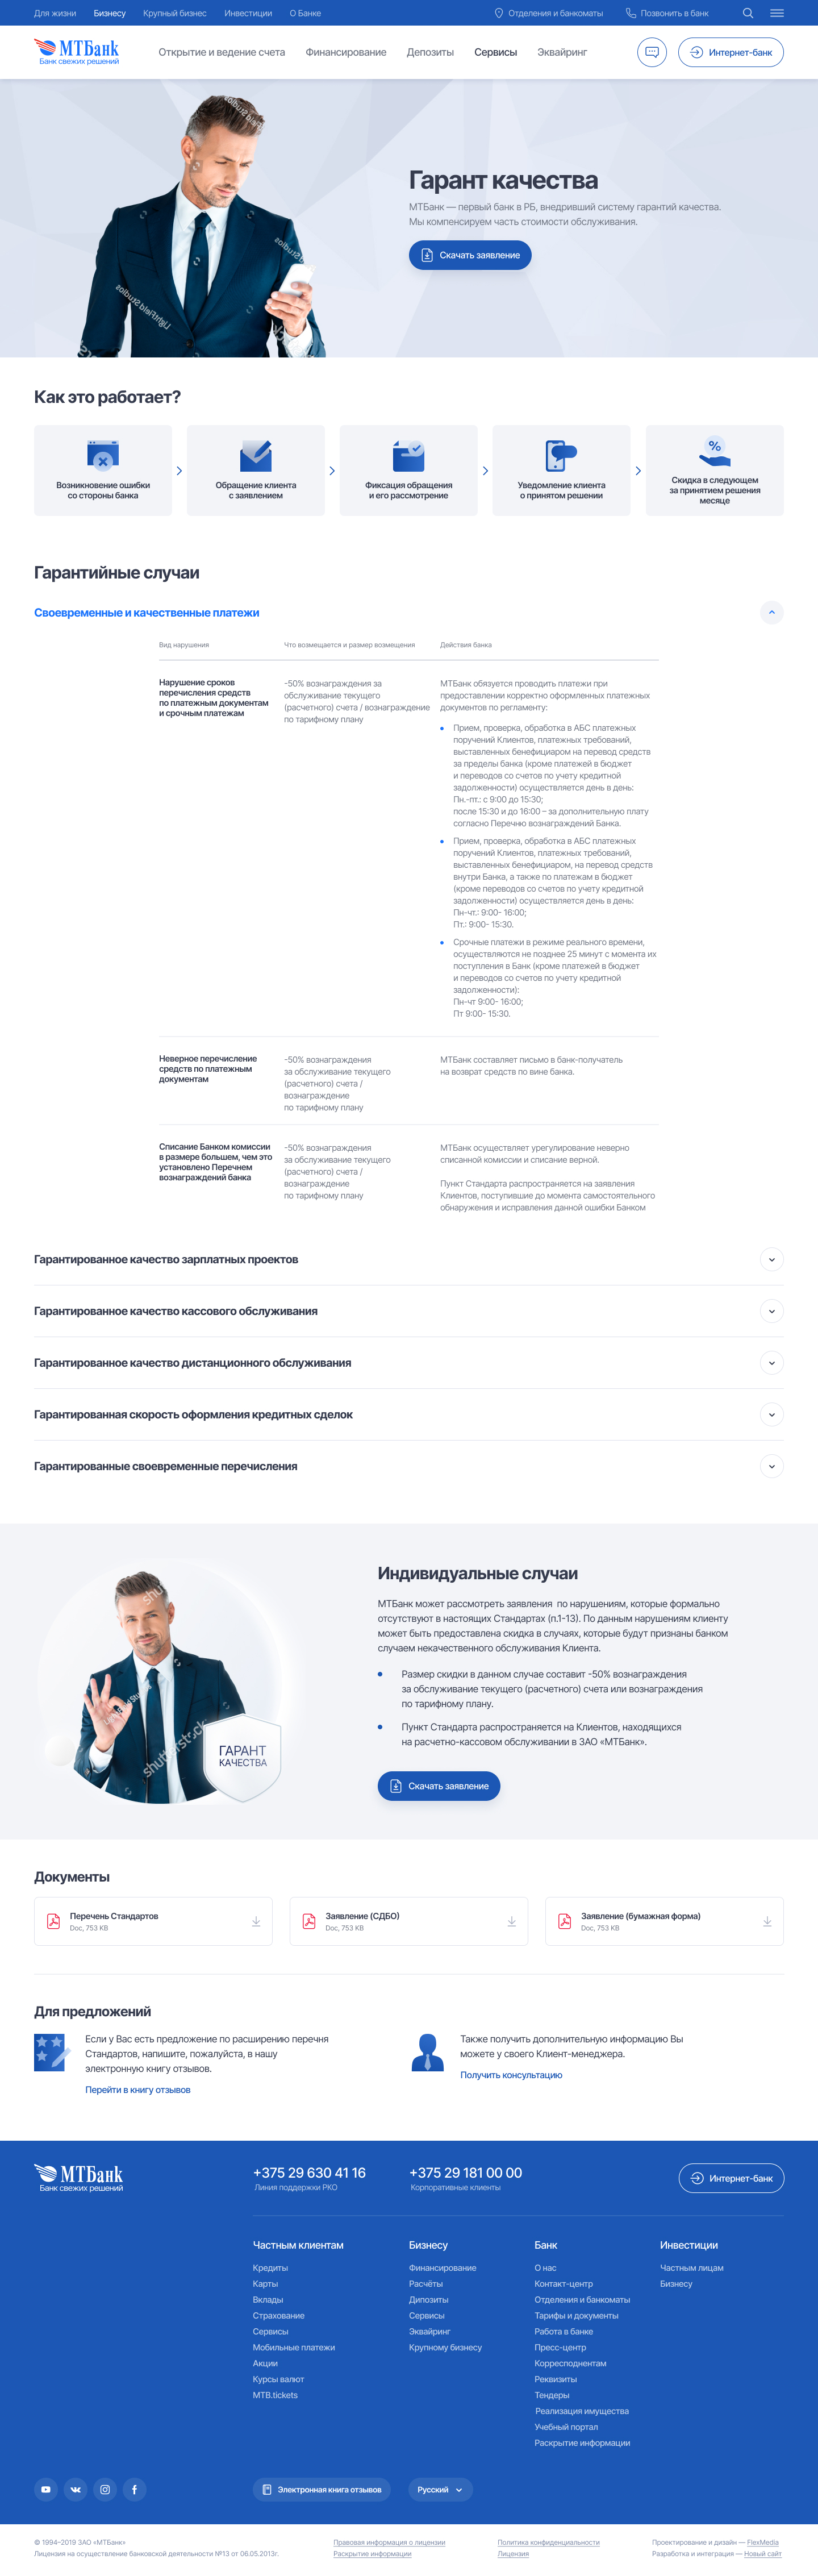 Для жизни Бизнесу Крупный бизнес Инвестиции О Банке Отделения и банкоматы Позвонить в банк
МТБанк
Банк свежих решений
Открытие и ведение счета Финансирование Депозиты Сервисы Эквайринг Интернет-банк
Гарант качества
МТБанк — первый банк в РБ, внедривший систему гарантий качества.
Мы компенсируем часть стоимости обслуживания.
Скачать заявление
LightField Studios
Как это работает?
Возникновение ошибки
со стороны банка
Обращение клиента
с заявлением
Фиксация обращения
и его рассмотрение
Уведомление клиента
о принятом решении
%
Скидка в следующем
за принятием решения
месяце
Гарантийные случаи
Своевременные и качественные платежи
Вид нарушения Что возмещается и размер возмещения Действия банка
Нарушение сроков
перечисления средств
по платежным документам
и срочным платежам
-50% вознаграждения за
обслуживание текущего
(расчетного) счета / вознаграждение
по тарифному плану
МТБанк обязуется проводить платежи при
предоставлении корректно оформленных платежных
документов по регламенту:
Прием, проверка, обработка в АБС платежных
поручений Клиентов, платежных требований,
выставленных бенефициаром на перевод средств
за пределы банка (кроме платежей в бюджет
и переводов со счетов по учету кредитной
задолженности) осуществляется день в день:
Пн.-пт.: с 9:00 до 15:30;
после 15:30 и до 16:00 – за дополнительную плату
согласно Перечню вознаграждений Банка.
Прием, проверка, обработка в АБС платежных
поручений Клиентов, платежных требований,
выставленных бенефициаром, на перевод средств
внутри Банка, а также по платежам в бюджет
(кроме переводов со счетов по учету кредитной
задолженности) осуществляется день в день:
Пн-чт.: 9:00- 16:00;
Пт.: 9:00- 15:30.
Срочные платежи в режиме реального времени,
осуществляются не позднее 25 минут с момента их
поступления в Банк (кроме платежей в бюджет
и переводов со счетов по учету кредитной
задолженности):
Пн-чт 9:00- 16:00;
Пт 9:00- 15:30.
Неверное перечисление
средств по платежным
документам
-50% вознаграждения
за обслуживание текущего
(расчетного) счета /
вознаграждение
по тарифному плану
МТБанк составляет письмо в банк-получатель
на возврат средств по вине банка.
Списание Банком комиссии
в размере большем, чем это
установлено Перечнем
вознаграждений банка
-50% вознаграждения
за обслуживание текущего
(расчетного) счета /
вознаграждение
по тарифному плану
МТБанк осуществляет урегулирование неверно
списанной комиссии и списание верной.
Пункт Стандарта распространяется на заявления
Клиентов, поступившие до момента самостоятельного
обнаружения и исправления данной ошибки Банком
Гарантированное качество зарплатных проектов
Гарантированное качество кассового обслуживания
Гарантированное качество дистанционного обслуживания
Гарантированная скорость оформления кредитных сделок
Гарантированные своевременные перечисления
shutterstock
ГАРАНТ
КАЧЕСТВА
Индивидуальные случаи
МТБанк может рассмотреть заявления по нарушениям, которые формально
отсутствуют в настоящих Стандартах (п.1-13). По данным нарушениям клиенту
может быть предоставлена скидка в случаях, которые будут признаны банком
случаем некачественного обслуживания Клиента.
Размер скидки в данном случае составит -50% вознаграждения
за обслуживание текущего (расчетного) счета или вознаграждения
по тарифному плану.
Пункт Стандарта распространяется на Клиентов, находящихся
на расчетно-кассовом обслуживании в ЗАО «МТБанк».
Скачать заявление
Документы
Перечень Стандартов
Doc, 753 KB
Заявление (СДБО)
Doc, 753 KB
Заявление (бумажная форма)
Doc, 753 KB
Для предложений
Если у Вас есть предложение по расширению перечня
Стандартов, напишите, пожалуйста, в нашу
электронную книгу отзывов.
Перейти в книгу отзывов
Также получить дополнительную информацию Вы
можете у своего Клиент-менеджера.
Получить консультацию
МТБанк
Банк свежих решений
+375 29 630 41 16
Линия поддержки РКО
+375 29 181 00 00
Корпоративные клиенты
Интернет-банк
Частным клиентам
Кредиты
Карты
Вклады
Страхование
Сервисы
Мобильные платежи
Акции
Курсы валют
MTB.tickets
Бизнесу
Финансирование
Расчёты
Дипозиты
Сервисы
Эквайринг
Крупному бизнесу
Банк
О нас
Контакт-центр
Отделения и банкоматы
Тарифы и документы
Работа в банке
Пресс-центр
Корреспондентам
Реквизиты
Тендеры
Реализация имущества
Учебный портал
Раскрытие информации
Инвестиции
Частным лицам
Бизнесу
Электронная книга отзывов
Русский
© 1994–2019 ЗАО «МТБанк»
Лицензия на осуществление банковской деятельности №13 от 06.05.2013г.
Правовая информация о лицензии
Раскрытие информации
Политика конфиденциальности
Лицензия
Проектирование и дизайн — FlexMedia
Разработка и интеграция — Новый сайт